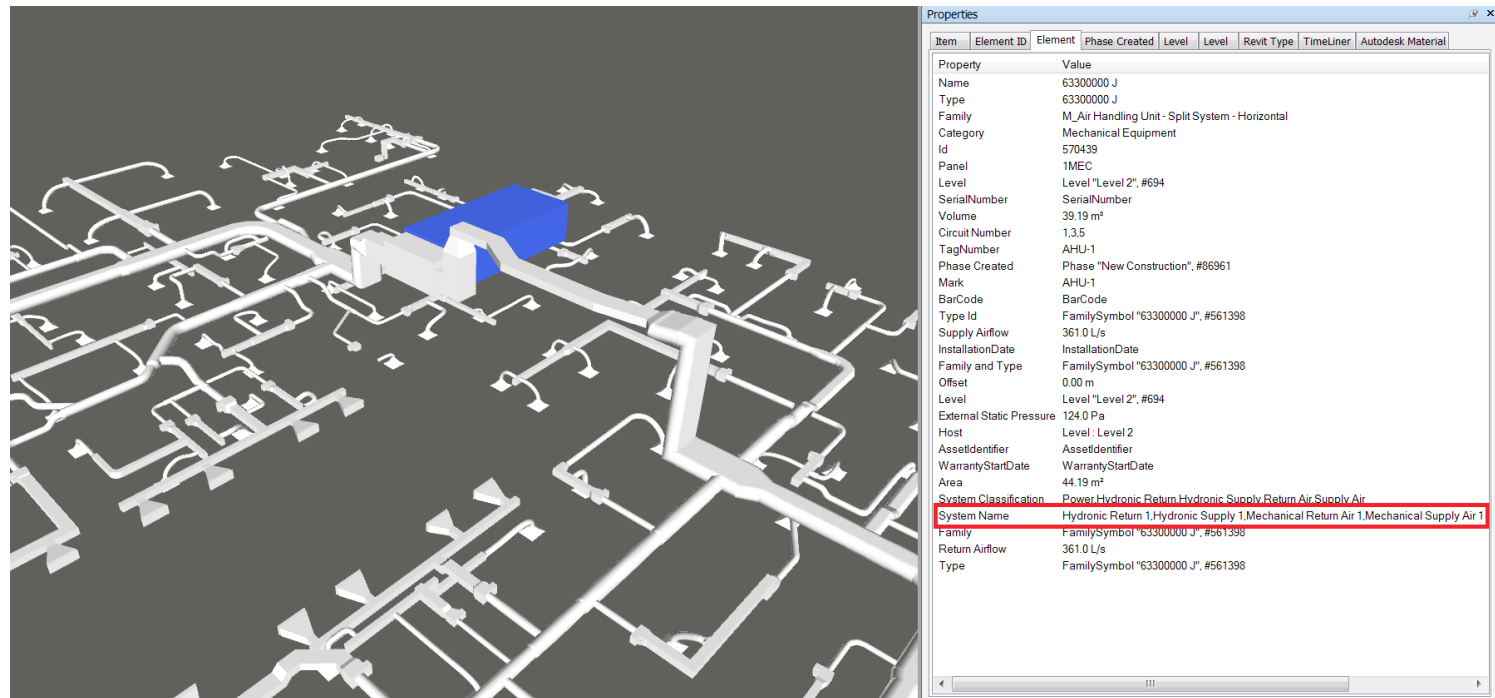 Properties
Item Element ID Element Phase Created Level Level Revit Type TimeLiner Autodesk Material
Property Value
Name 63300000 J
Type 63300000 J
Family M_Air Handling Unit - Split System - Horizontal
Category Mechanical Equipment
Id 570439
Panel 1MEC
Level Level "Level 2", #694
SerialNumber SerialNumber
Volume 39.19 m³
Circuit Number 1,3,5
TagNumber AHU-1
Phase Created Phase "New Construction", #86961
Mark AHU-1
BarCode BarCode
Type Id FamilySymbol "63300000 J", #561398
Supply Airflow 361.0 L/s
InstallationDate InstallationDate
Family and Type FamilySymbol "63300000 J", #561398
Offset 0.00 m
Level Level "Level 2", #694
External Static Pressure 124.0 Pa
Host Level : Level 2
AssetIdentifier AssetIdentifier
WarrantyStartDate WarrantyStartDate
Area 44.19 m²
System Classification Power,Hydronic Return,Hydronic Supply,Return Air,Supply Air
System Name Hydronic Return 1,Hydronic Supply 1,Mechanical Return Air 1,Mechanical Supply Air 1
Family FamilySymbol "63300000 J", #561398
Return Airflow 361.0 L/s
Type FamilySymbol "63300000 J", #561398